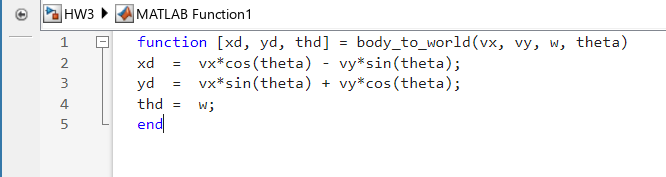 HW3 MATLAB Function1
1 function [xd, yd, thd] = body_to_world(vx, vy, w, theta)
2 xd = vx*cos(theta) - vy*sin(theta);
3 yd = vx*sin(theta) + vy*cos(theta);
4 thd = w;
5 end